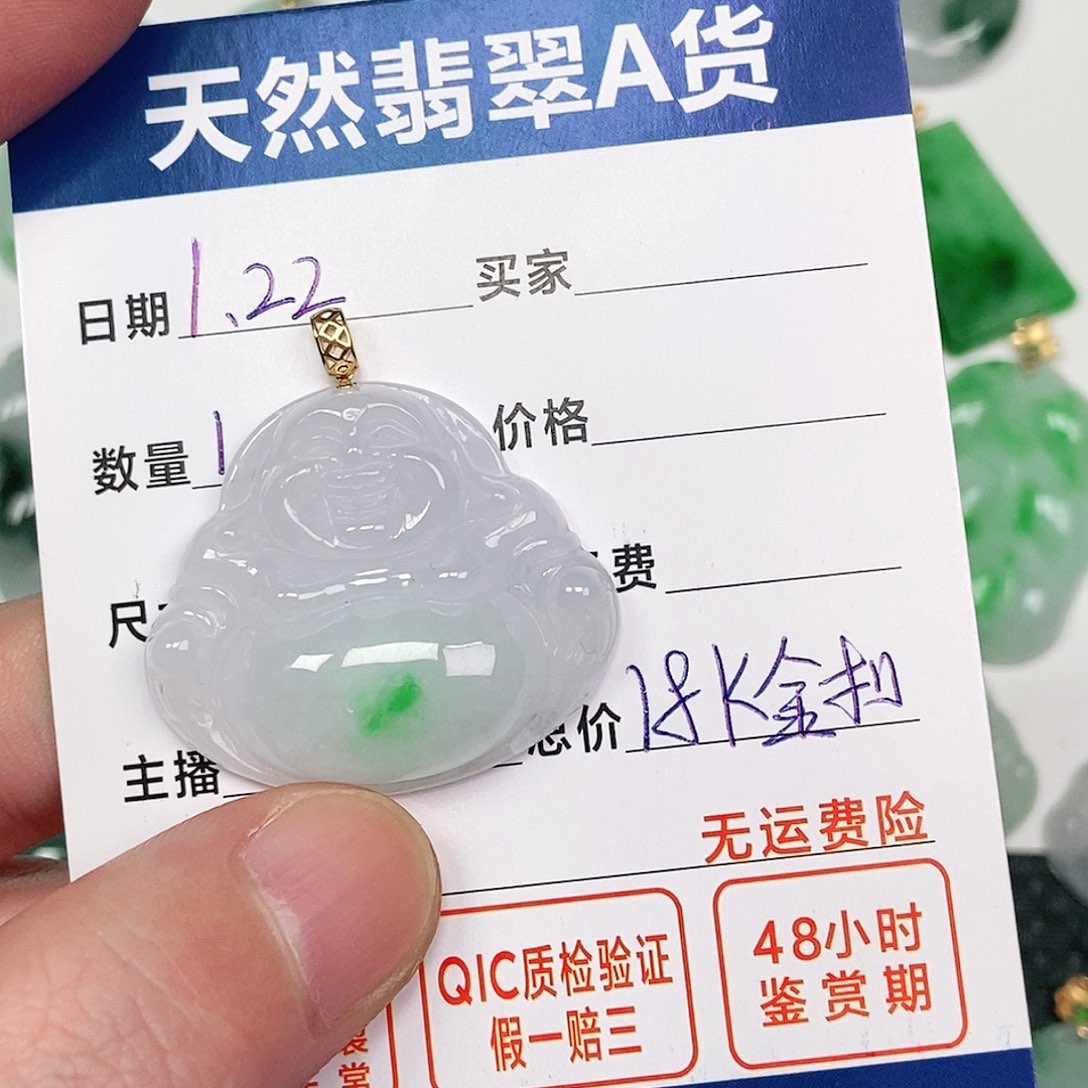 天然翡翠A货
日期 1.22 买家
数量 1 价格
尺 费
主播 总价 18K金扣
无运费险
QIC质检验证
假一赔三
48小时
鉴赏期